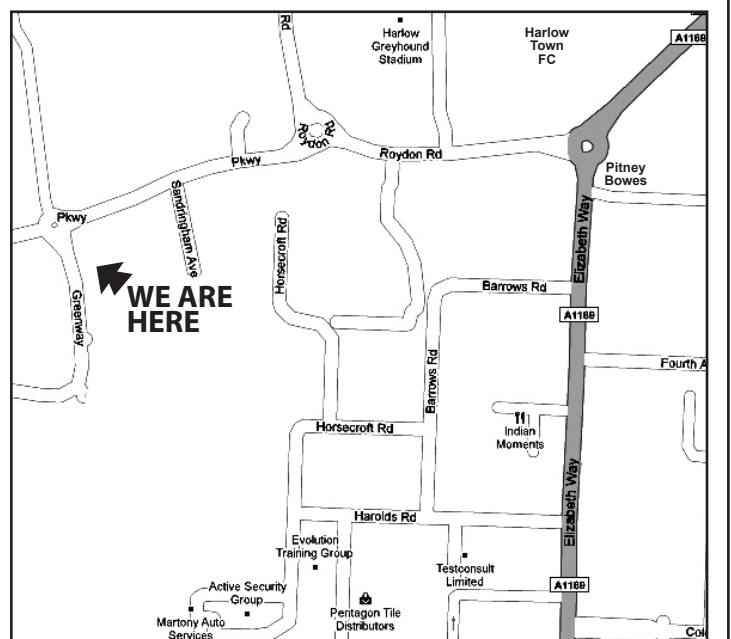 Rd
Harlow
Greyhound
Stadium
Harlow
Town
FC
A1169
Roydon Rd
Roydon Rd
Pkwy
Pitney
Bowes
Sandringham Ave
Pkwy
Horsecroft Rd
Elizabeth Way
WE ARE
HERE
Greenway
Barrows Rd
A1169
Barrows Rd
Fourth A
Indian
Moments
Horsecroft Rd
Elizabeth Way
Harolds Rd
Evolution
Training Group
Testconsult
Limited
A1169
Active Security
Group
Pentagon Tile
Distributors
Martony Auto
Services
Col